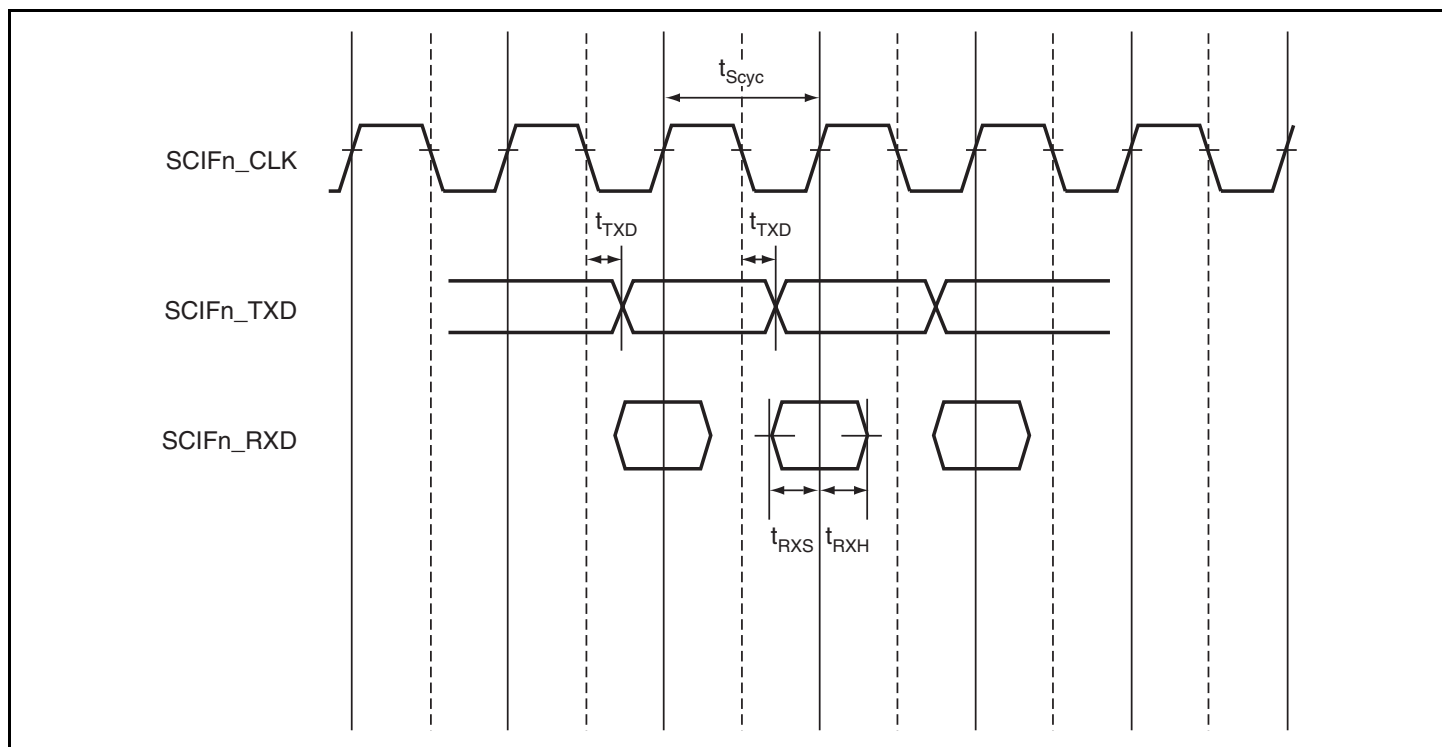 tScyc
SCIFn_CLK
tTXD tTXD
SCIFn_TXD
SCIFn_RXD
tRXS tRXH